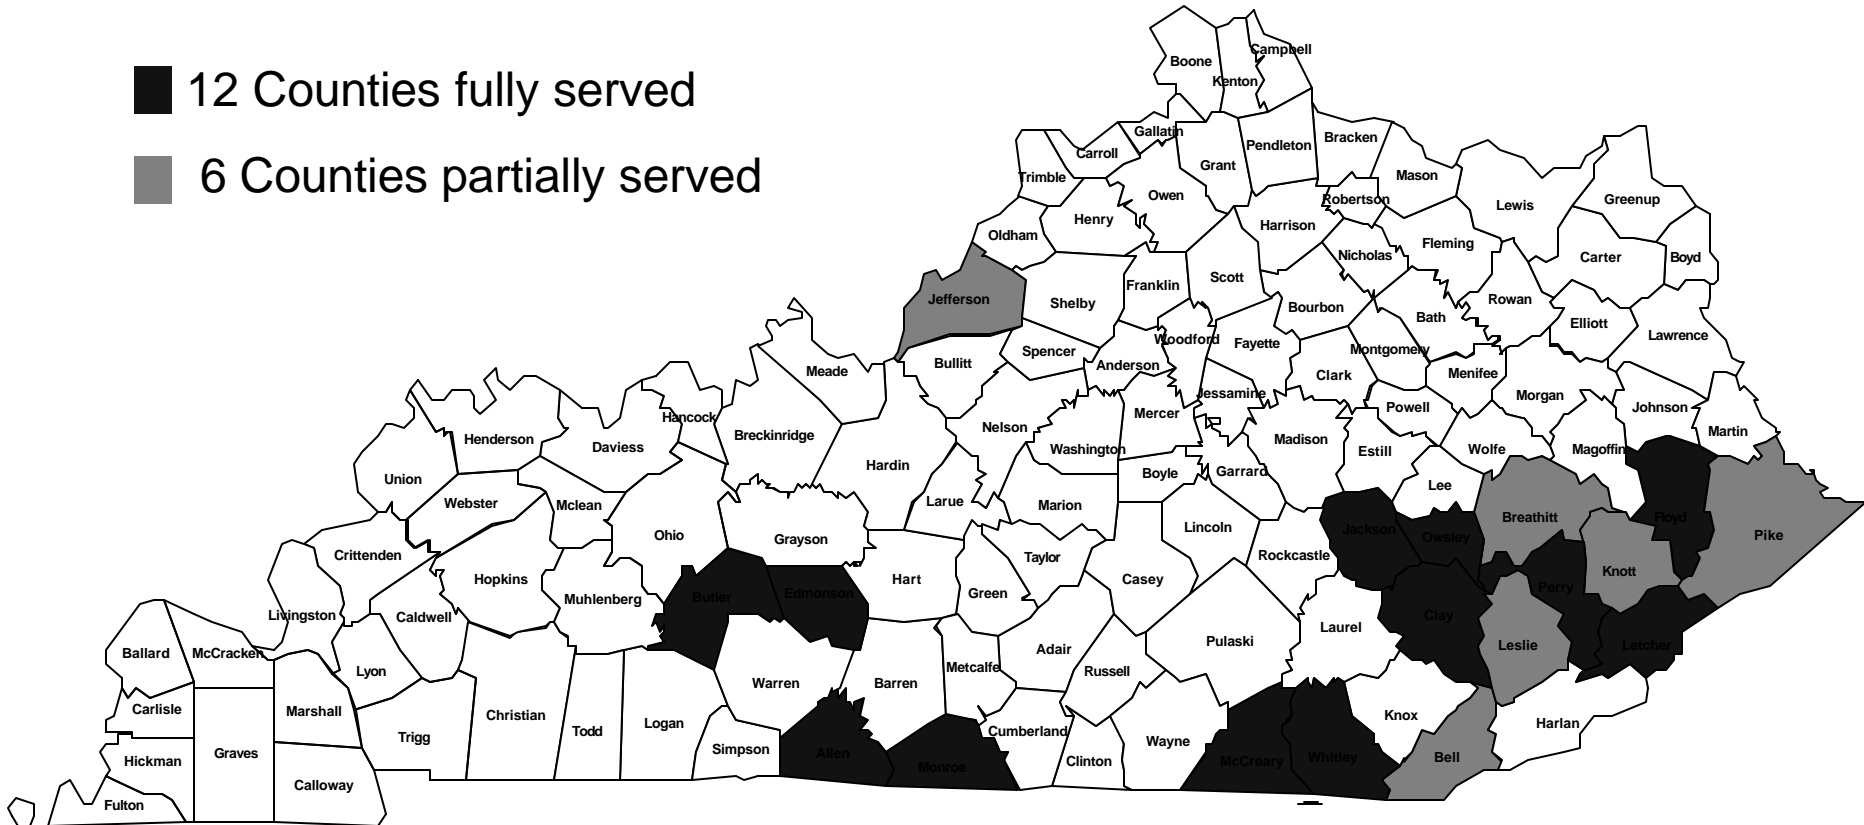 12 Counties fully served
6 Counties partially served
Boone
Campbell
Kenton
Gallatin
Carroll
Grant
Pendleton
Bracken
Trimble
Owen
Robertson
Mason
Lewis
Greenup
Henry
Oldham
Harrison
Nicholas
Fleming
Carter
Boyd
Jefferson
Shelby
Franklin
Scott
Bourbon
Bath
Rowan
Elliott
Lawrence
Woodford
Fayette
Montgomery
Bullitt
Spencer
Anderson
Clark
Menifee
Morgan
Johnson
Martin
Meade
Jessamine
Powell
Hancock
Breckinridge
Nelson
Mercer
Madison
Henderson
Daviess
Washington
Estill
Wolfe
Magoffin
Union
Hardin
Boyle
Garrard
Lee
Webster
Mclean
Larue
Marion
Lincoln
Jackson
Owsley
Breathitt
Floyd
Pike
Ohio
Grayson
Crittenden
Taylor
Rockcastle
Hopkins
Hart
Green
Casey
Knott
Perry
Muhlenberg
Butler
Edmonson
Livingston
Caldwell
Clay
Laurel
Pulaski
Leslie
Letcher
Ballard
McCracken
Lyon
Adair
Metcalfe
Russell
Warren
Barren
Carlisle
Marshall
Christian
Logan
Knox
Harlan
Trigg
Todd
Cumberland
Wayne
Hickman
Graves
Simpson
Allen
Monroe
Clinton
McCreary
Whitley
Bell
Calloway
Fulton